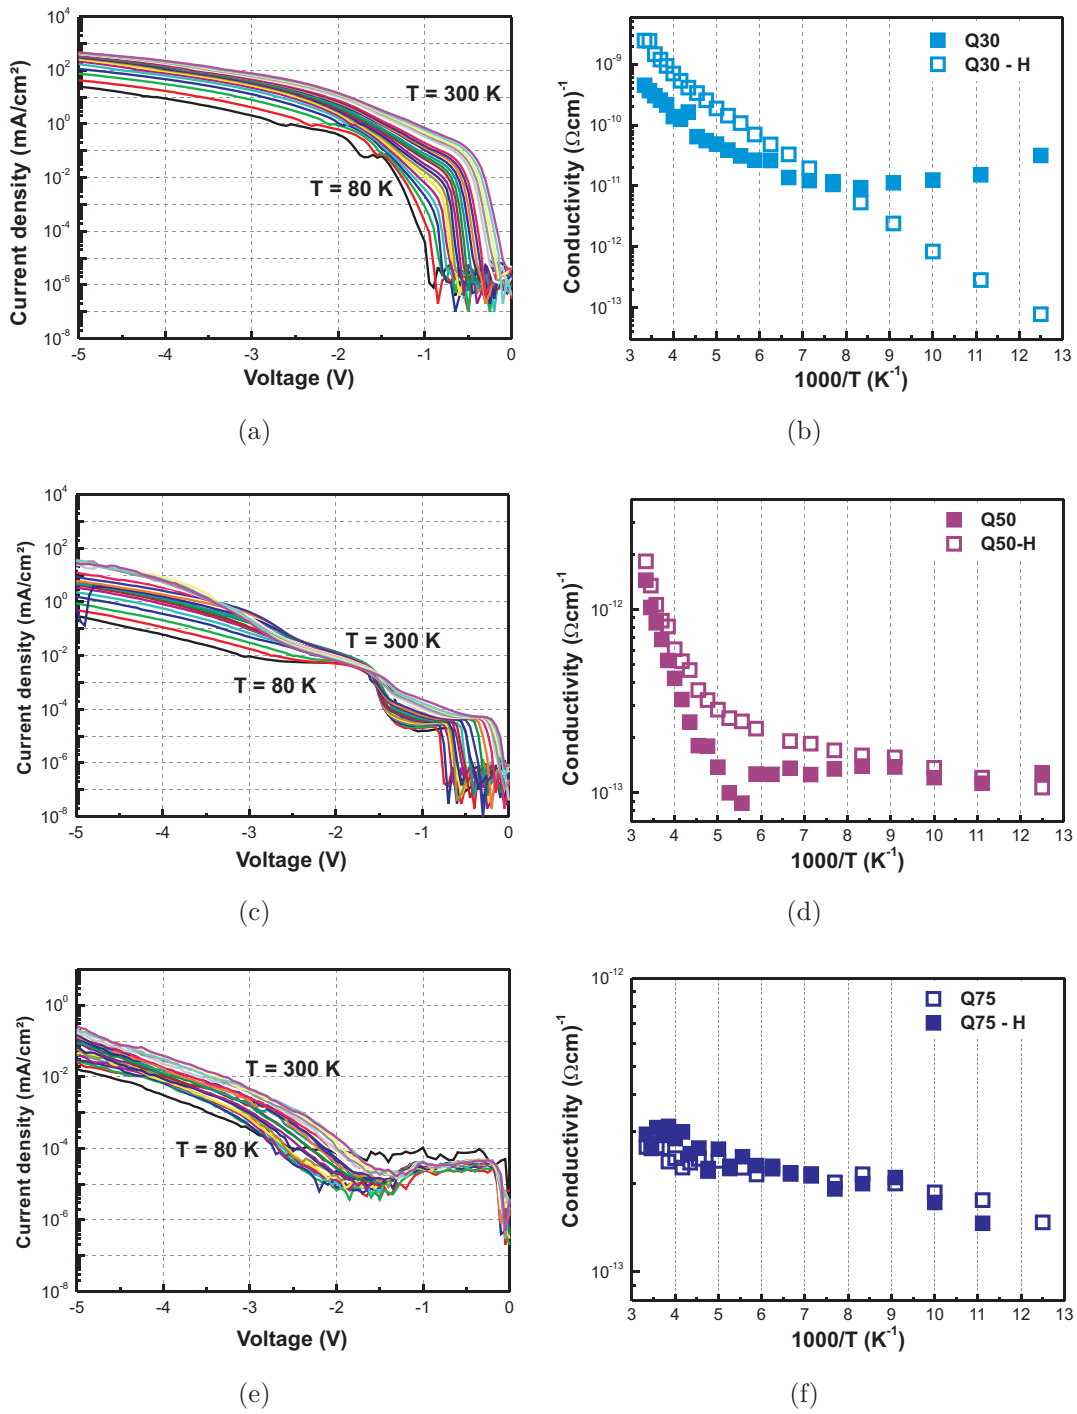 10⁴
10²
10⁰
10⁻²
10⁻⁴
10⁻⁶
10⁻⁸
Current density (mA/cm²)
T = 300 K
T = 80 K
-5 -4 -3 -2 -1 0
Voltage (V)
(a)
10⁻⁹
10⁻¹⁰
10⁻¹¹
10⁻¹²
10⁻¹³
Conductivity (Ωcm)⁻¹
Q30
Q30 - H
3 4 5 6 7 8 9 10 11 12 13
1000/T (K⁻¹)
(b)
10⁴
10²
10⁰
10⁻²
10⁻⁴
10⁻⁶
10⁻⁸
Current density (mA/cm²)
T = 300 K
T = 80 K
-5 -4 -3 -2 -1 0
Voltage (V)
(c)
10⁻¹²
10⁻¹³
Conductivity (Ωcm)⁻¹
Q50
Q50-H
3 4 5 6 7 8 9 10 11 12 13
1000/T (K⁻¹)
(d)
10⁰
10⁻²
10⁻⁴
10⁻⁶
10⁻⁸
Current density (mA/cm²)
T = 300 K
T = 80 K
-5 -4 -3 -2 -1 0
Voltage (V)
(e)
10⁻¹²
10⁻¹³
Conductivity (Ωcm)⁻¹
Q75
Q75 - H
3 4 5 6 7 8 9 10 11 12 13
1000/T (K⁻¹)
(f)